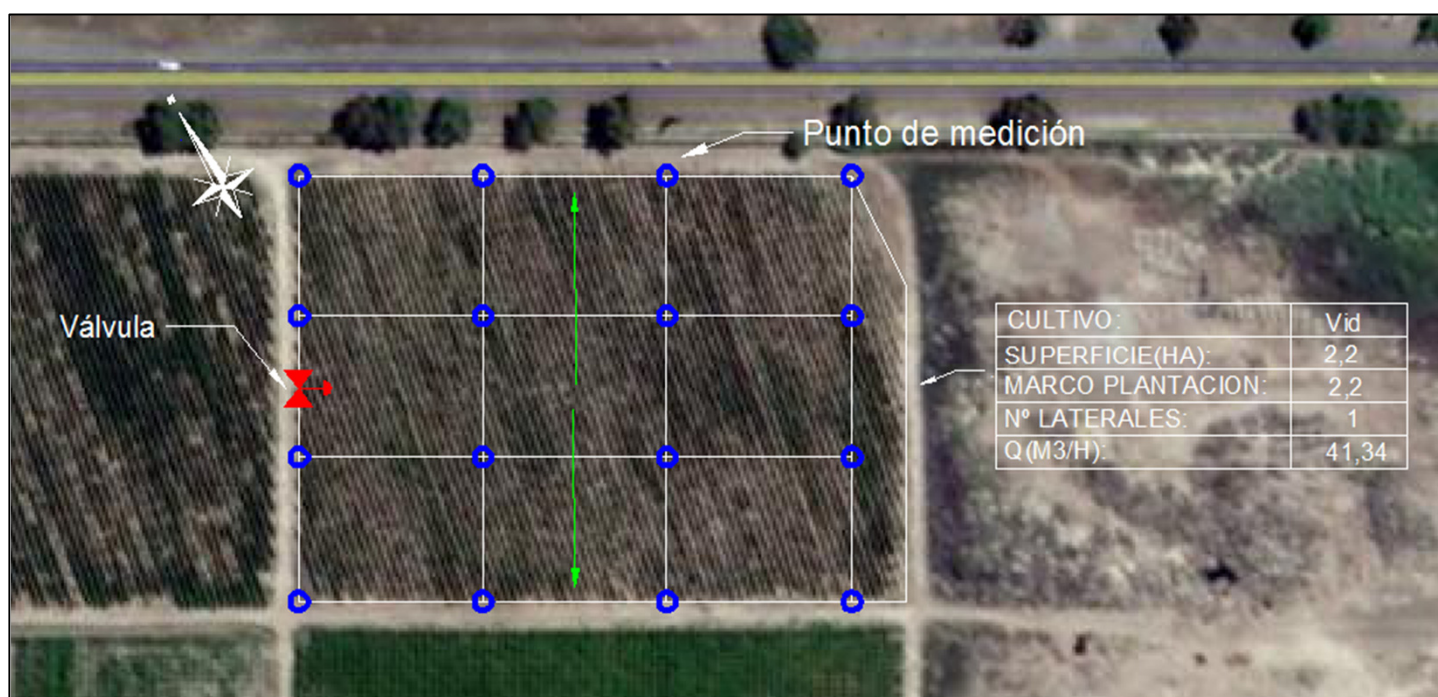 Punto de medición
Válvula
CULTIVO: Vid
SUPERFICIE(HA): 2,2
MARCO PLANTACION: 2,2
Nº LATERALES: 1
Q(M3/H): 41,34